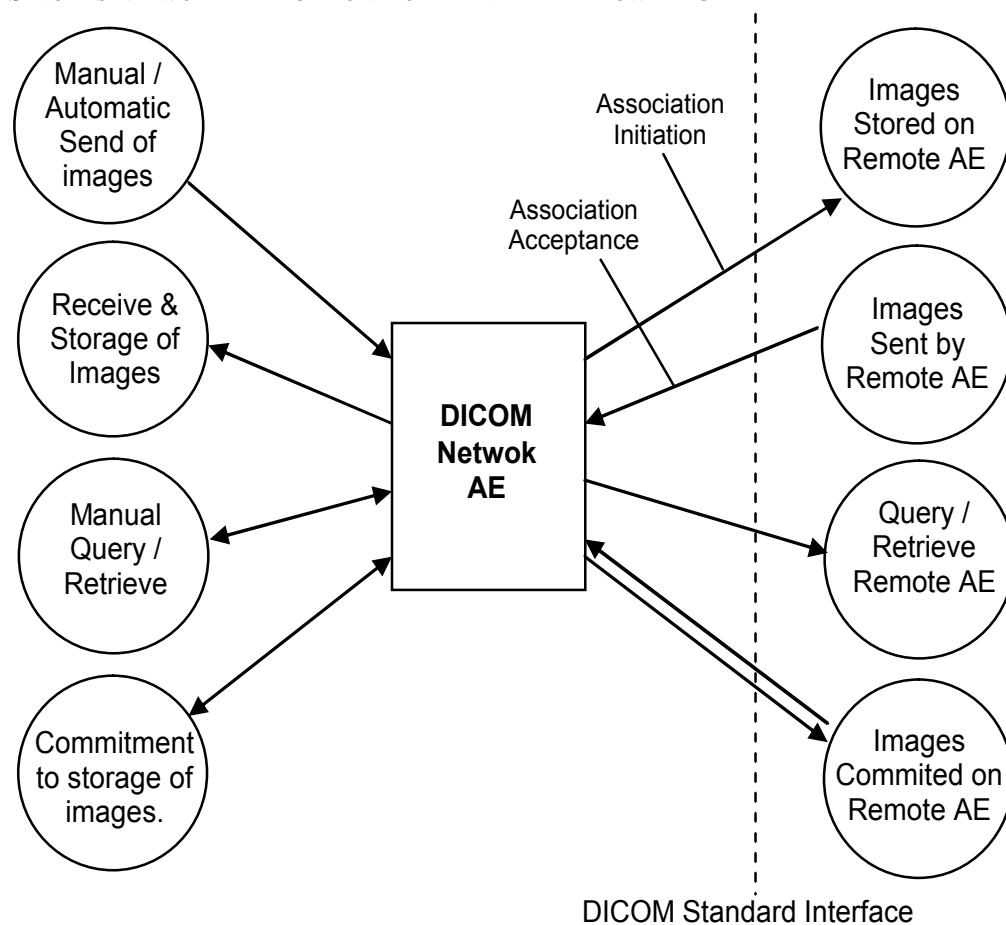 Manual /
Automatic
Send of
images
Receive &
Storage of
Images
Manual
Query /
Retrieve
Commitment
to storage of
images.
DICOM
Netwok
AE
Association
Initiation
Association
Acceptance
Images
Stored on
Remote AE
Images
Sent by
Remote AE
Query /
Retrieve
Remote AE
Images
Commited on
Remote AE
DICOM Standard Interface